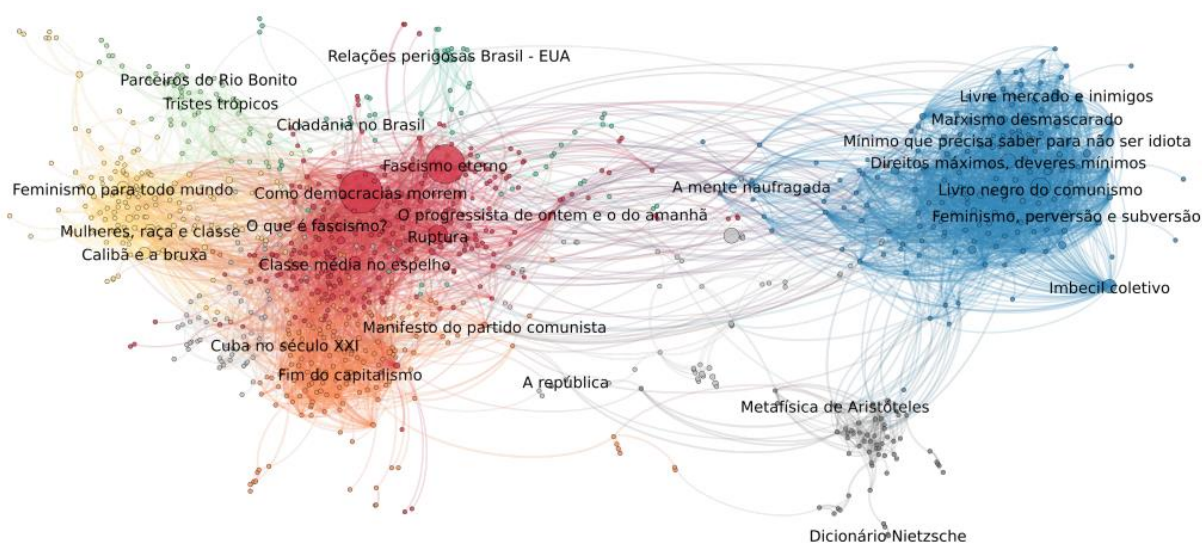 Relações perigosas Brasil - EUA
Parceiros do Rio Bonito
Tristes trópicos
Cidadania no Brasil
Fascismo eterno
Feminismo para todo mundo
Como democracias morrem
O progressista de ontem e o do amanhã
Mulheres, raça e classe
O que é fascismo?
Ruptura
Calibã e a bruxa
Classe média no espelho
Manifesto do partido comunista
Cuba no século XXI
Fim do capitalismo
A república
A mente naufragada
Livre mercado e inimigos
Marxismo desmascarado
Mínimo que precisa saber para não ser idiota
Direitos máximos, deveres mínimos
Livro negro do comunismo
Feminismo, perversão e subversão
Imbecil coletivo
Metafísica de Aristóteles
Dicionário Nietzsche